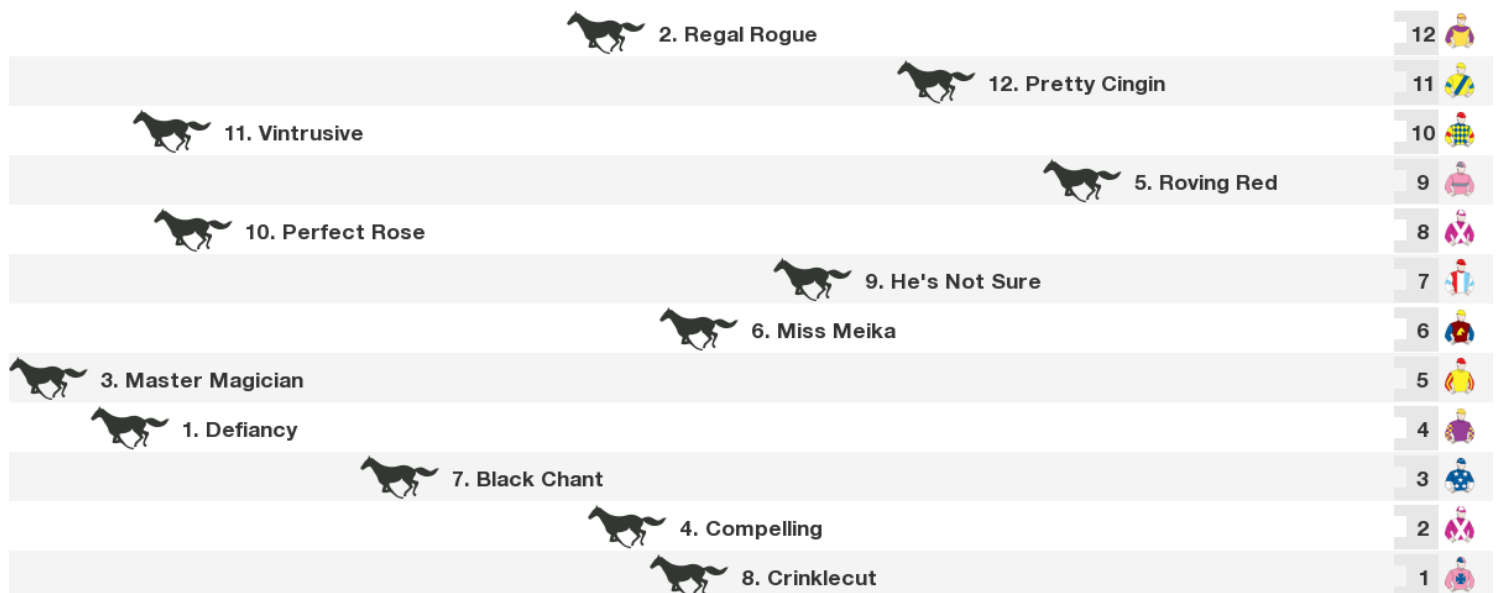 2. Regal Rogue 12
12. Pretty Cingin 11
11. Vintrusive 10
5. Roving Red 9
10. Perfect Rose 8
9. He's Not Sure 7
6. Miss Meika 6
3. Master Magician 5
1. Defiancy 4
7. Black Chant 3
4. Compelling 2
8. Crinklecut 1